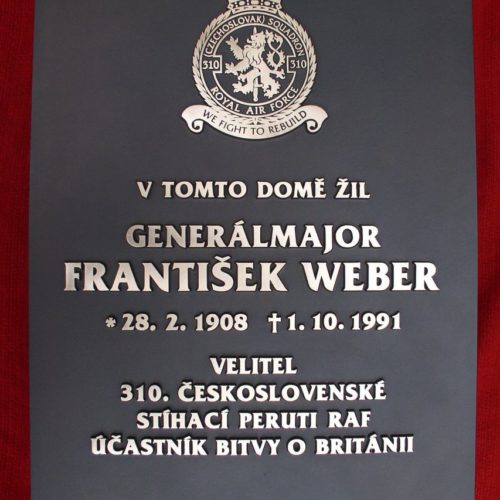 (CZECHOSLOVAK) SQUADRON
310 310
ROYAL AIR FORCE
WE FIGHT TO REBUILD
V TOMTO DOMĚ ŽIL
GENERÁLMAJOR
FRANTIŠEK WEBER
* 28. 2. 1908 † 1. 10. 1991
VELITEL
310. ČESKOSLOVENSKÉ
STÍHACÍ PERUTI RAF
ÚČASTNÍK BITVY O BRITÁNII